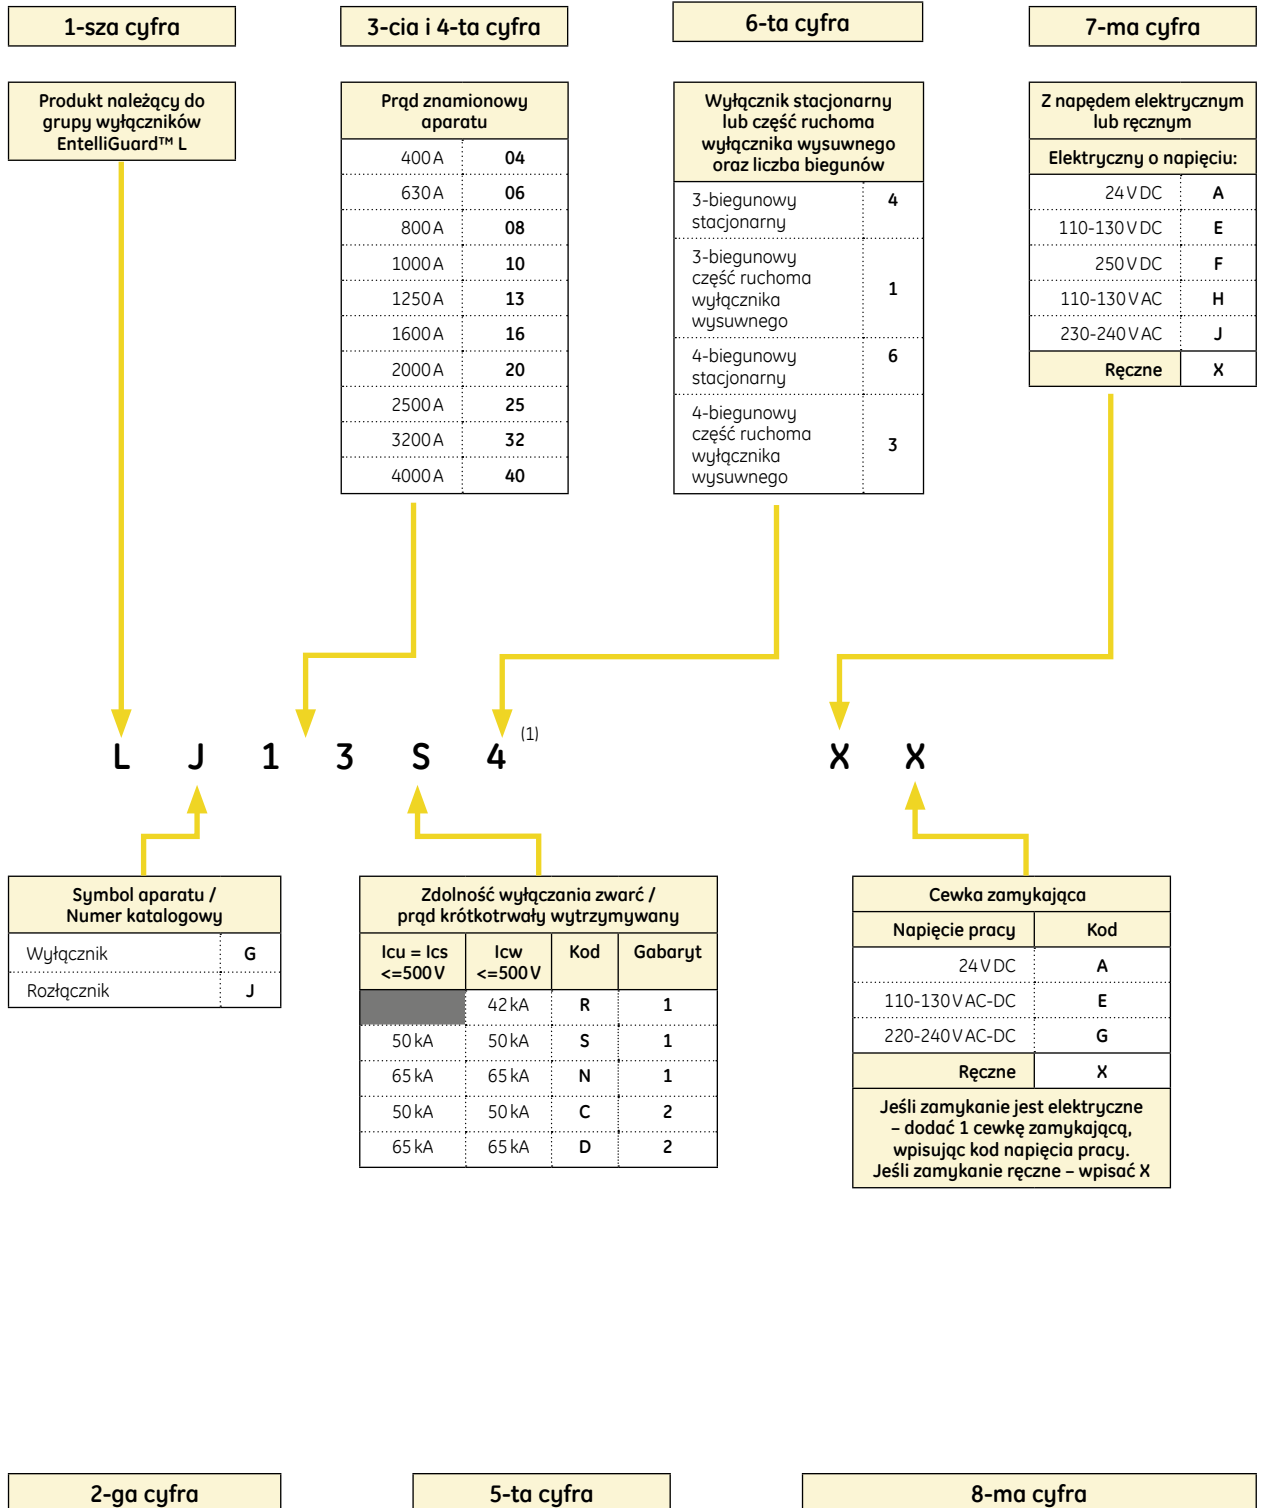 1-sza cyfra
3-cia i 4-ta cyfra
6-ta cyfra
7-ma cyfra
Produkt należący do
grupy wyłączników
EntelliGuard™ L
Prąd znamionowy
aparatu
400 A 04
630 A 06
800 A 08
1000 A 10
1250 A 13
1600 A 16
2000 A 20
2500 A 25
3200 A 32
4000 A 40
Wyłącznik stacjonarny
lub część ruchoma
wyłącznika wysuwnego
oraz liczba biegunów
3-biegunowy 4
stacjonarny
3-biegunowy
część ruchoma
wyłącznika 1
wysuwnego
4-biegunowy 6
stacjonarny
4-biegunowy
część ruchoma
wyłącznika 3
wysuwnego
Z napędem elektrycznym
lub ręcznym
Elektryczny o napięciu:
24 V DC A
110-130 V DC E
250 V DC F
110-130 V AC H
230-240 V AC J
Ręczne X
L J 1 3 S 4 (1) X X
Symbol aparatu /
Numer katalogowy
Wyłącznik G
Rozłącznik J
Zdolność wyłączania zwarć /
prąd krótkotrwały wytrzymywany
Icu = Ics Icw Kod Gabaryt
<=500 V <=500 V
42 kA R 1
50 kA 50 kA S 1
65 kA 65 kA N 1
50 kA 50 kA C 2
65 kA 65 kA D 2
Cewka zamykająca
Napięcie pracy Kod
24 V DC A
110-130 V AC-DC E
220-240 V AC-DC G
Ręczne X
Jeśli zamykanie jest elektryczne
– dodać 1 cewkę zamykającą,
wpisując kod napięcia pracy.
Jeśli zamykanie ręczne – wpisać X
2-ga cyfra
5-ta cyfra
8-ma cyfra